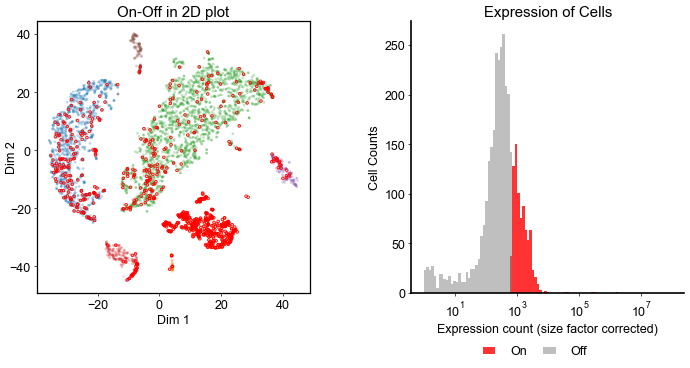 On-Off in 2D plot
Dim 2
40
20
0
−20
−40
−20 0 20 40
Dim 1
Expression of Cells
Cell Counts
250
200
150
100
50
0
10^1 10^3 10^5 10^7
Expression count (size factor corrected)
On Off